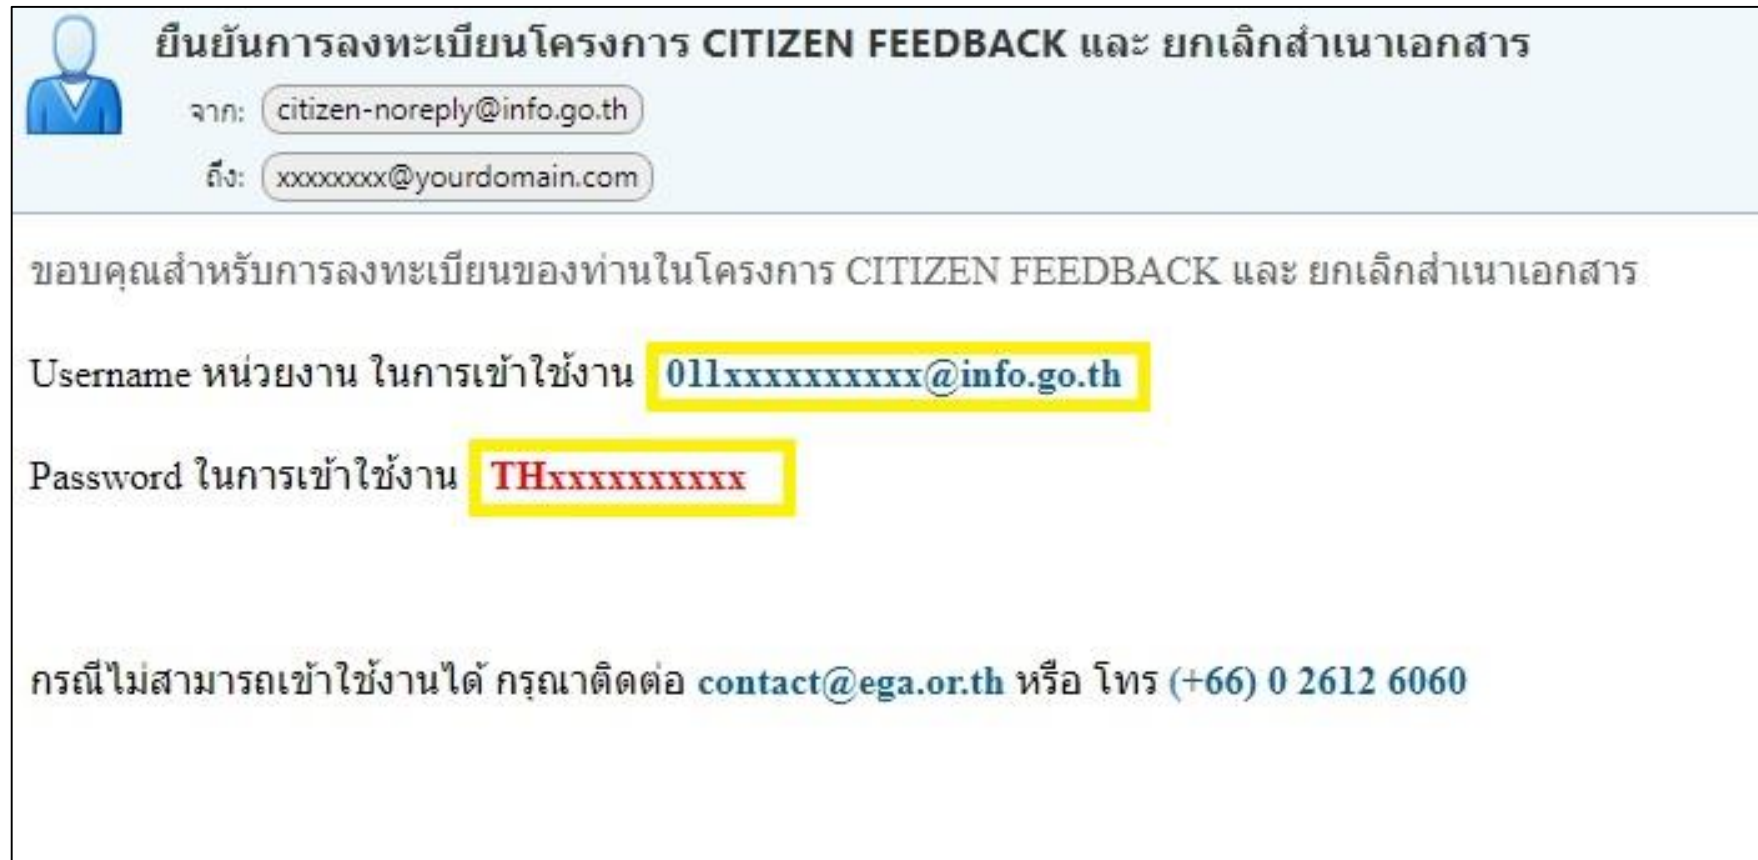 ยืนยันการลงทะเบียนโครงการ CITIZEN FEEDBACK และ ยกเลิกสำเนาเอกสาร
จาก: citizen-noreply@info.go.th
ถึง: xxxxxxxx@yourdomain.com
ขอบคุณสำหรับการลงทะเบียนของท่านในโครงการ CITIZEN FEEDBACK และ ยกเลิกสำเนาเอกสาร
Username หน่วยงาน ในการเข้าใช้งาน 011xxxxxxxxxx@info.go.th
Password ในการเข้าใช้งาน THxxxxxxxxxx
กรณีไม่สามารถเข้าใช้งานได้ กรุณาติดต่อ contact@ega.or.th หรือ โทร (+66) 0 2612 6060